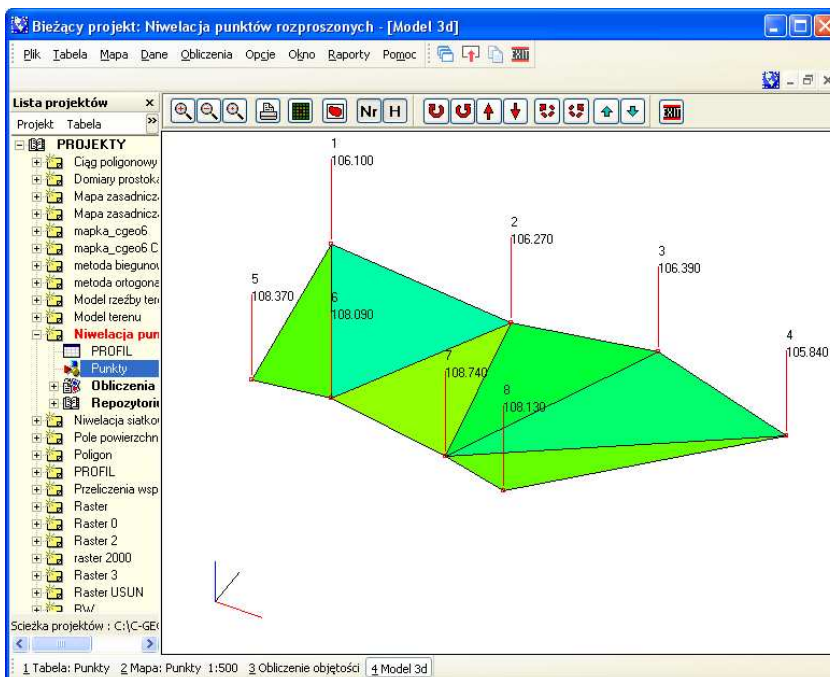 Bieżący projekt: Niwelacja punktów rozproszonych - [Model 3d]
Plik Tabela Mapa Dane Obliczenia Opcje Okno Raporty Pomoc
Lista projektów
Projekt Tabela
PROJEKTY
Ciąg poligonowy
Domiary prostoką
Mapa zasadnicz
Mapa zasadnicz
mapka_cgeo6
mapka_cgeo6 C
metoda biegunow
metoda ortogona
Model rzeźby ter
Model terenu
Niwelacja pun
PROFIL
Punkty
Obliczenia
Repozytori
Niwelacja siatko
Pole powierzchn
Poligon
PROFIL
Przeliczenia wsp
Raster
Raster 0
Raster 2
raster 2000
Raster 3
Raster USUN
RW
Scieżka projektów : C:\C-GE
Nr H
1
106.100
2
106.270
3
106.390
4
105.840
5
108.370
6
108.090
7
108.740
8
108.130
1 Tabela: Punkty 2 Mapa: Punkty 1:500 3 Obliczenie objętości 4 Model 3d